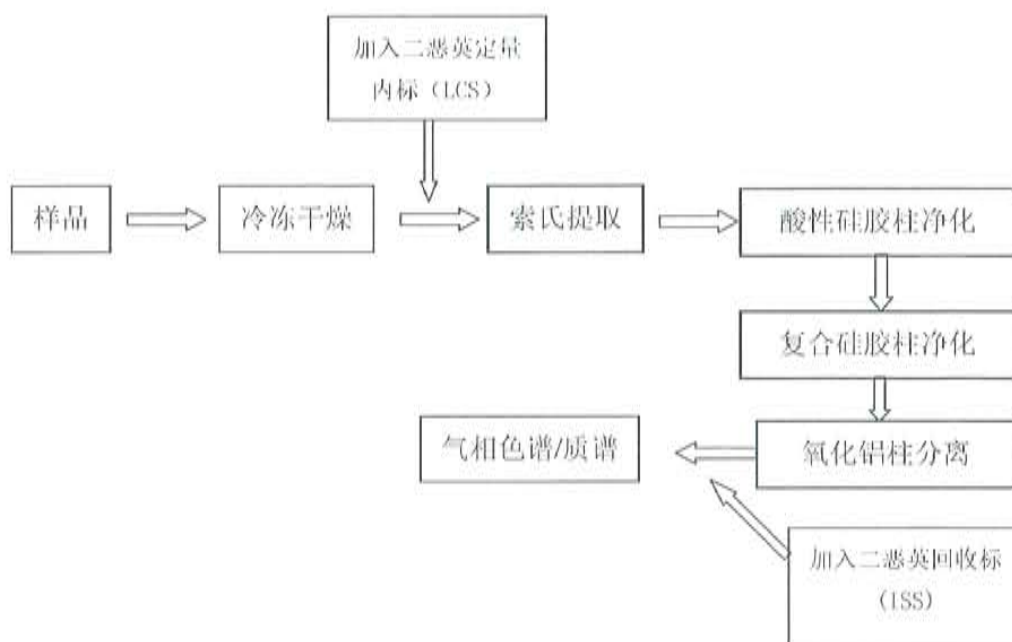 加入二恶英定量
内标（LCS）
样品
冷冻干燥
索氏提取
酸性硅胶柱净化
复合硅胶柱净化
气相色谱/质谱
氧化铝柱分离
加入二恶英回收标
（ISS）